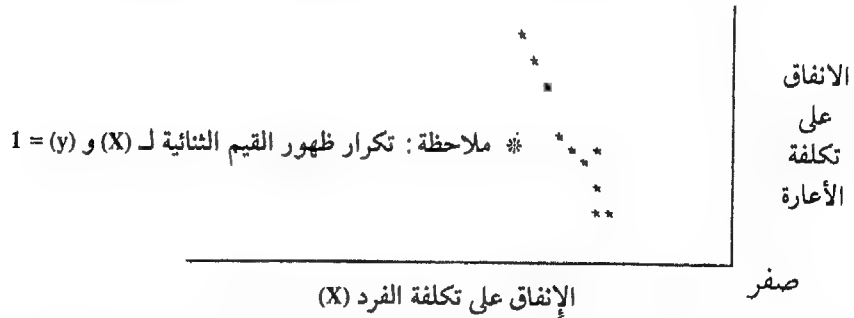 الانفاق
على
تكلفة
الأعارة
※ ملاحظة : تكرار ظهور القيم الثنائية لـ (X) و (y) = 1
صفر
الإنفاق على تكلفة الفرد (X)